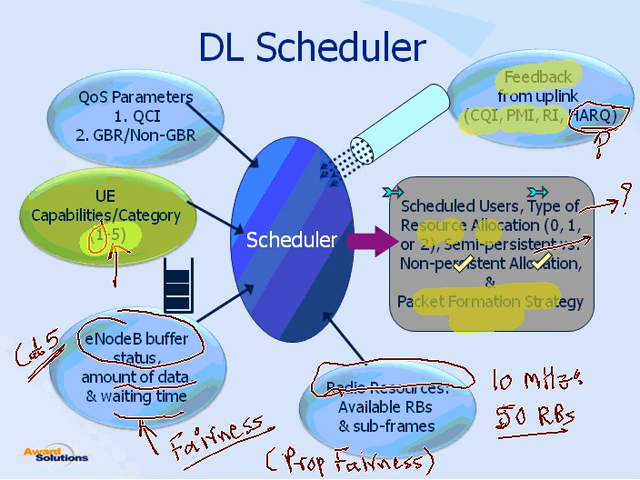 DL Scheduler
QoS Parameters
1. QCI
2. GBR/Non-GBR
Feedback
from uplink
(CQI, PMI, RI, HARQ)
?
UE
Capabilities/Category
(1-5)
Scheduler
Scheduled Users, Type of
Resource Allocation (0, 1,
or 2), Semi-persistent vs.
Non-persistent Allocation,
&
Packet Formation Strategy
?
Cat 5
eNodeB buffer
status,
amount of data
& waiting time
Fairness
Radio Resources:
Available RBs
& sub-frames
10 MHz
50 RBs
(Prop Fairness)
Award
Solutions